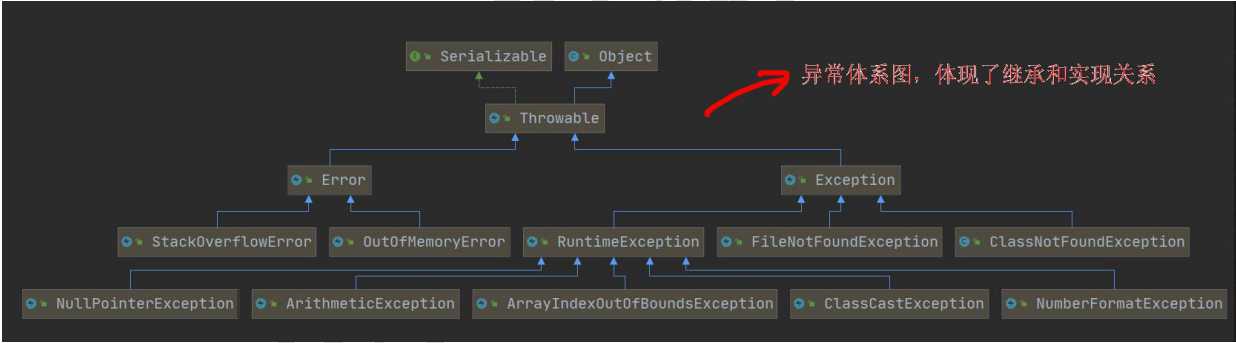 Serializable
Object
异常体系图，体现了继承和实现关系
Throwable
Error
Exception
StackOverflowError
OutOfMemoryError
RuntimeException
FileNotFoundException
ClassNotFoundException
NullPointerException
ArithmeticException
ArrayIndexOutOfBoundsException
ClassCastException
NumberFormatException